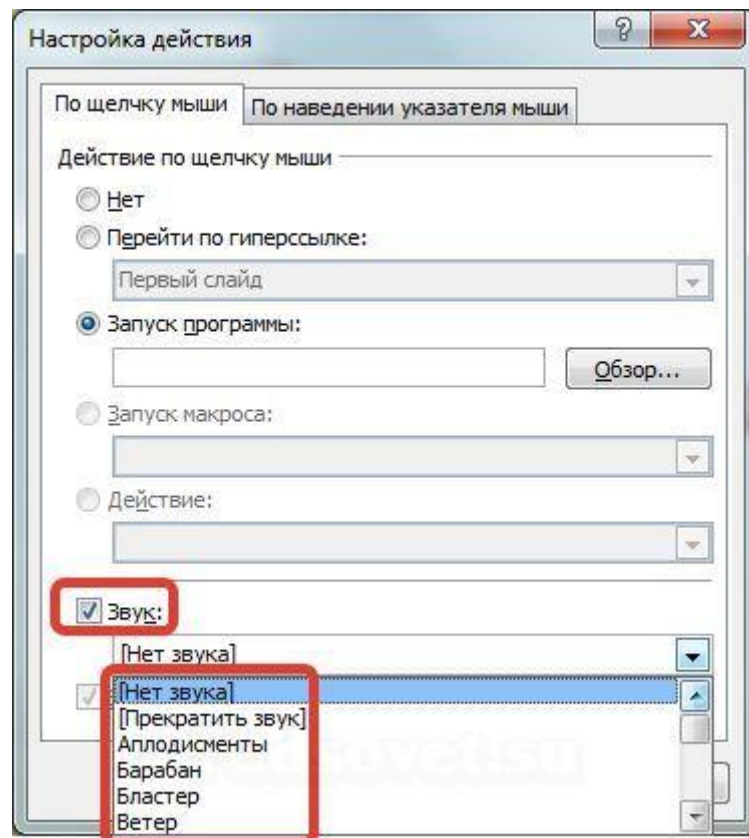 Настройка действия
По щелчку мыши
По наведении указателя мыши
Действие по щелчку мыши
Нет
Перейти по гиперссылке:
Первый слайд
Запуск программы:
Обзор...
Запуск макроса:
Действие:
Звук:
[Нет звука]
[Нет звука]
[Прекратить звук]
Аплодисменты
Барабан
Бластер
Ветер